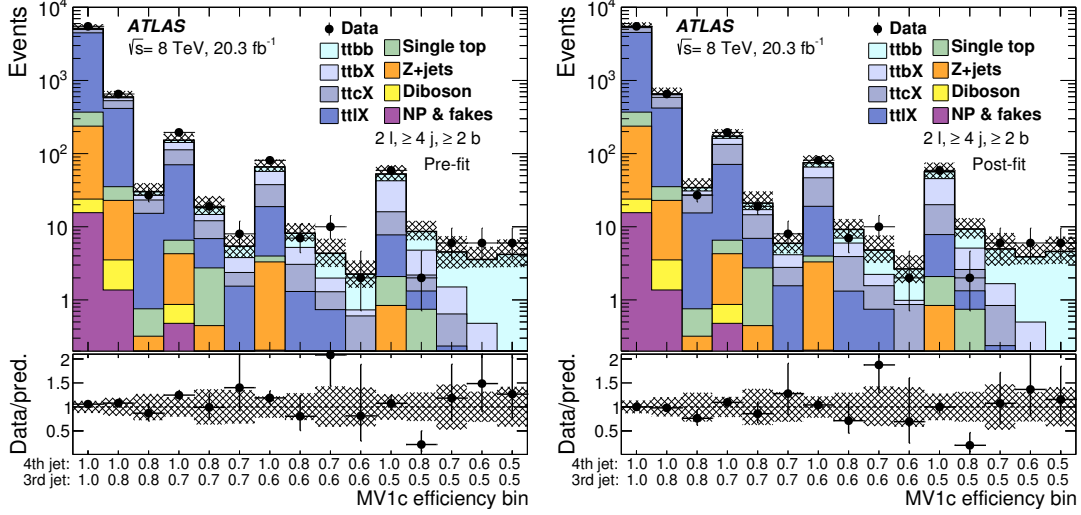 Events
10⁴
10³
10²
10
1
ATLAS
√s= 8 TeV, 20.3 fb⁻¹
Data
ttbb
ttbX
ttcX
ttlX
Single top
Z+jets
Diboson
NP & fakes
2 l, ≥ 4 j, ≥ 2 b
Pre-fit
Data/pred.
2
1.5
1
0.5
4th jet: 1.0 1.0 0.8 1.0 0.8 0.7 1.0 0.8 0.7 0.6 1.0 0.8 0.7 0.6 0.5
3rd jet: 1.0 0.8 0.8 0.7 0.7 0.7 0.6 0.6 0.6 0.6 0.5 0.5 0.5 0.5 0.5
MV1c efficiency bin
Events
10⁴
10³
10²
10
1
ATLAS
√s= 8 TeV, 20.3 fb⁻¹
Data
ttbb
ttbX
ttcX
ttlX
Single top
Z+jets
Diboson
NP & fakes
2 l, ≥ 4 j, ≥ 2 b
Post-fit
Data/pred.
2
1.5
1
0.5
4th jet: 1.0 1.0 0.8 1.0 0.8 0.7 1.0 0.8 0.7 0.6 1.0 0.8 0.7 0.6 0.5
3rd jet: 1.0 0.8 0.8 0.7 0.7 0.7 0.6 0.6 0.6 0.6 0.5 0.5 0.5 0.5 0.5
MV1c efficiency bin